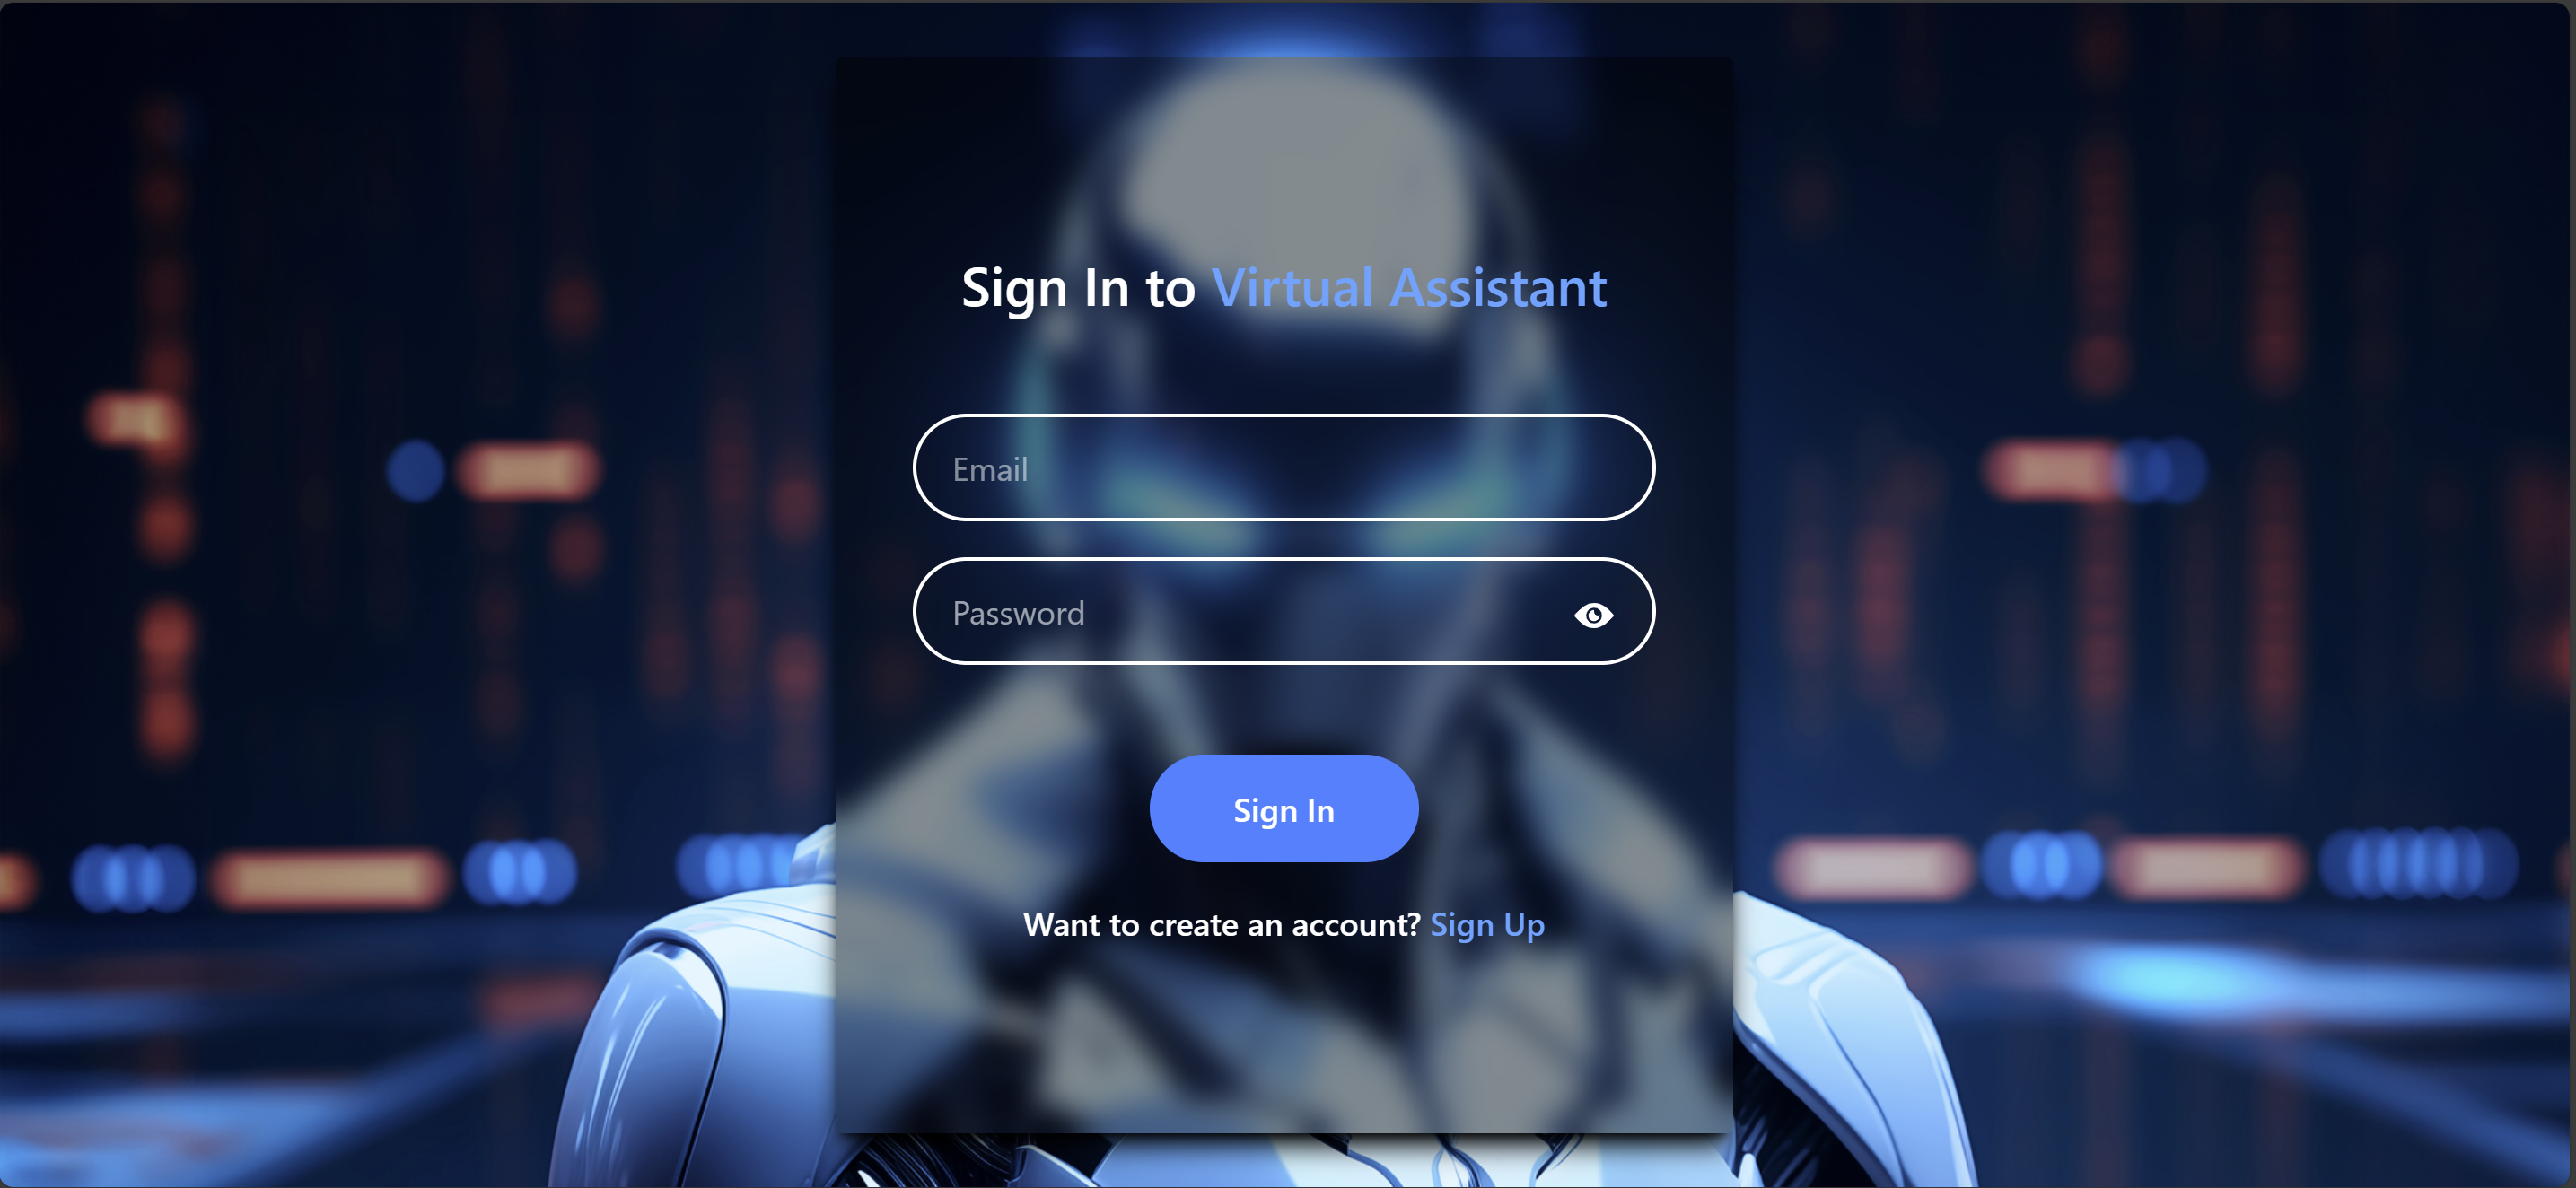 Sign In to Virtual Assistant
Email
Password
Sign In
Want to create an account? Sign Up